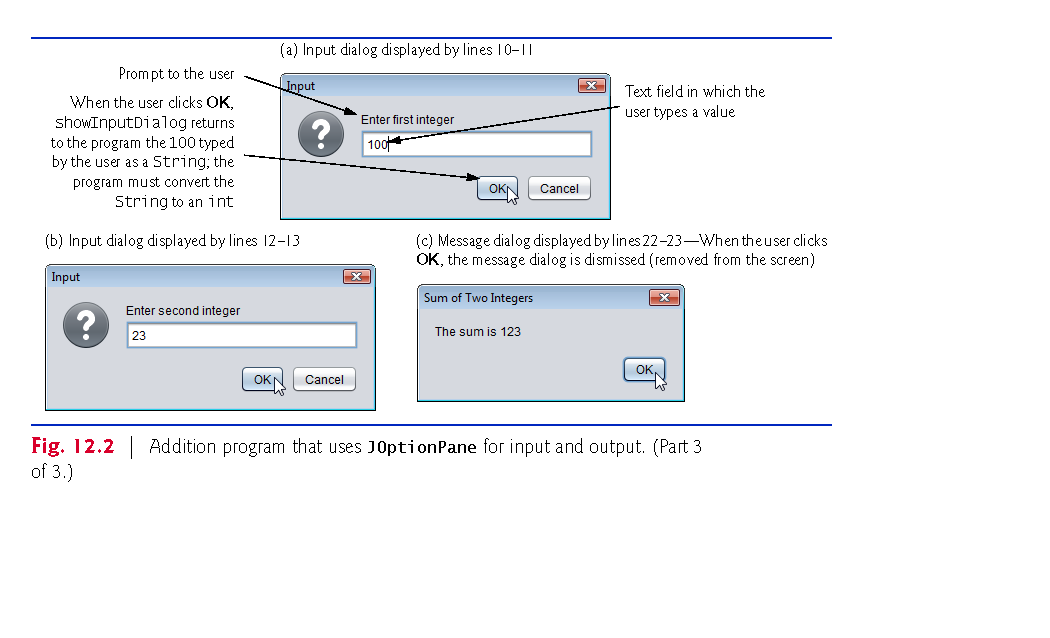 (a) Input dialog displayed by lines 10–11
Prompt to the user
When the user clicks OK,
showInputDialog returns
to the program the 100 typed
by the user as a String; the
program must convert the
String to an int
Input
Enter first integer
100
OK
Cancel
Text field in which the
user types a value
(b) Input dialog displayed by lines 12–13
Input
Enter second integer
23
OK
Cancel
(c) Message dialog displayed by lines 22–23—When the user clicks
OK, the message dialog is dismissed (removed from the screen)
Sum of Two Integers
The sum is 123
OK
Fig. 12.2 | Addition program that uses JOptionPane for input and output. (Part 3
of 3.)